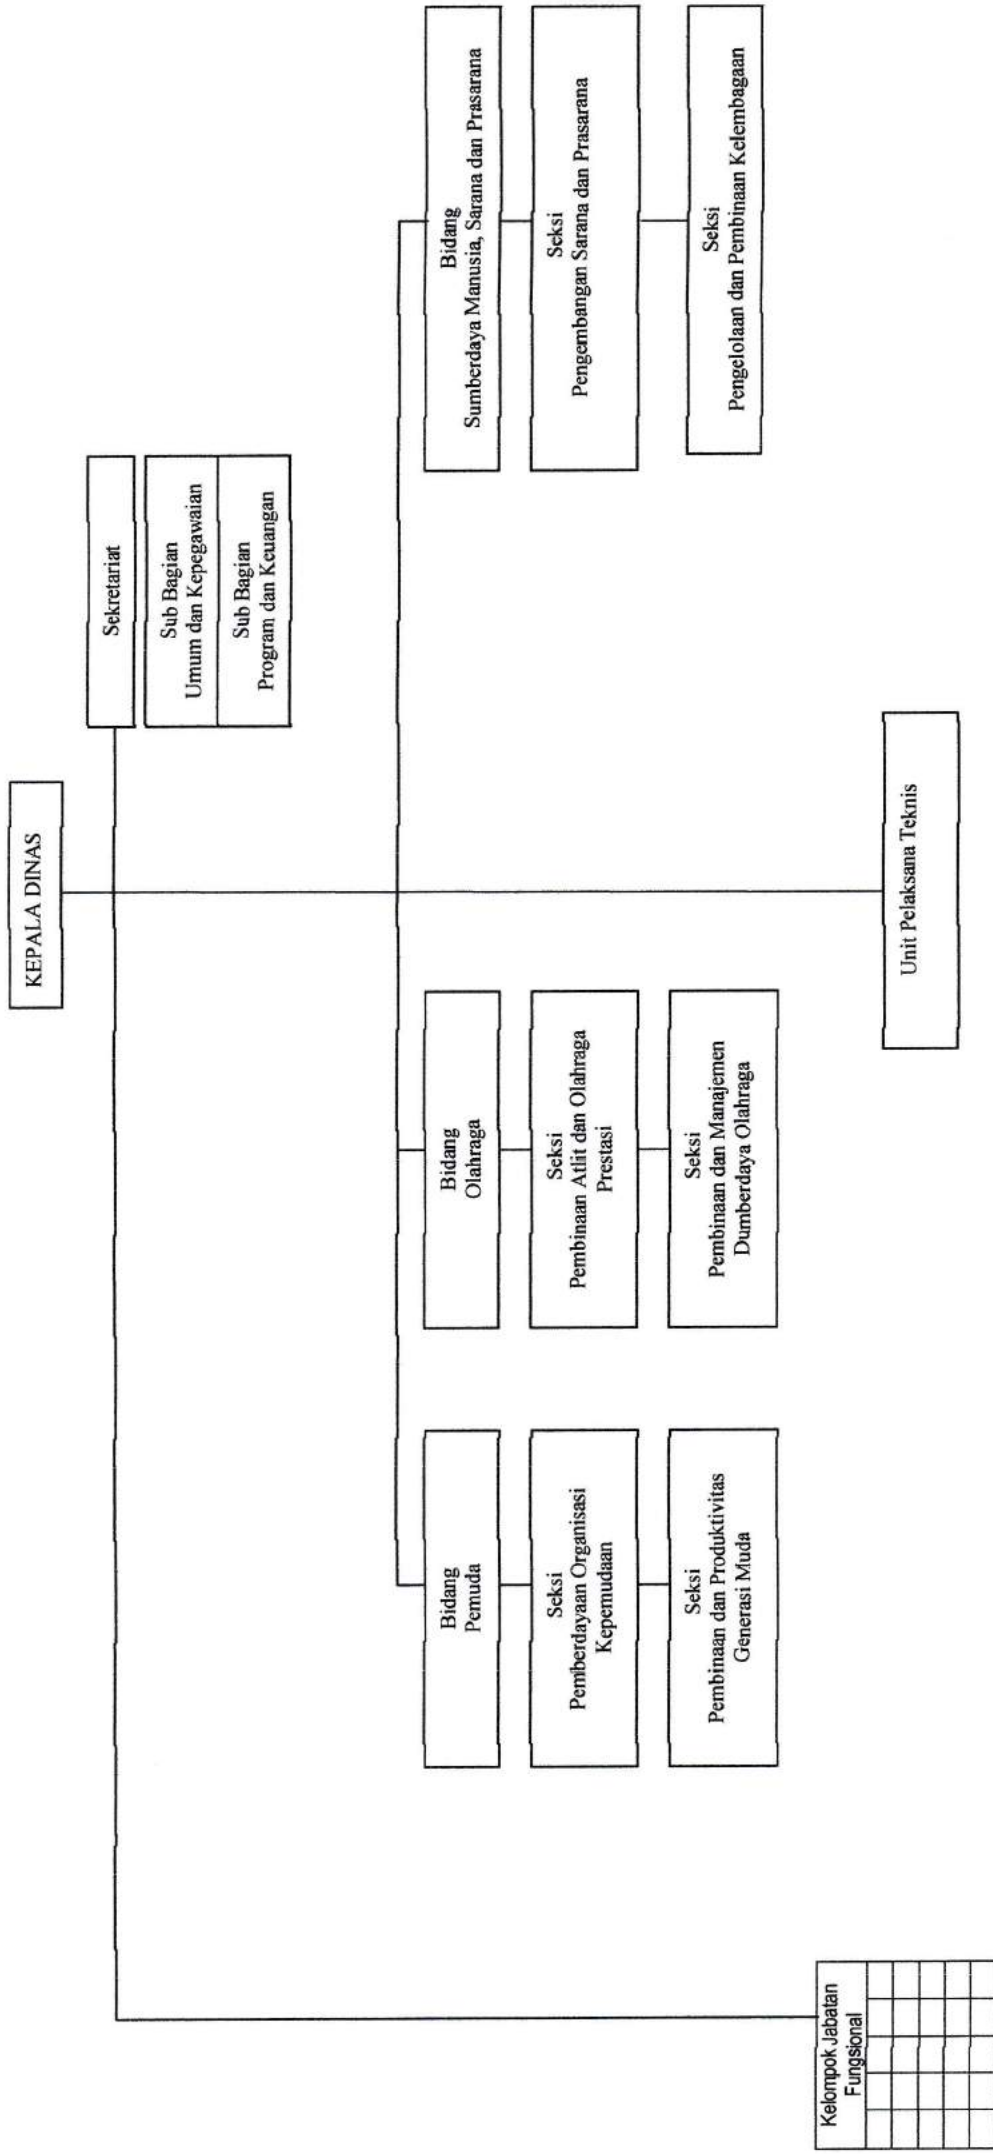 KEPALA DINAS
Sekretariat
Sub Bagian
Umum dan Kepegawaian
Sub Bagian
Program dan Keuangan
Bidang
Pemuda
Seksi
Pemberdayaan Organisasi
Kepemudaan
Seksi
Pembinaan dan Produktivitas
Generasi Muda
Bidang
Olahraga
Seksi
Pembinaan Atlit dan Olahraga
Prestasi
Seksi
Pembinaan dan Manajemen
Dumberdaya Olahraga
Bidang
Sumberdaya Manusia, Sarana dan Prasarana
Seksi
Pengembangan Sarana dan Prasarana
Seksi
Pengelolaan dan Pembinaan Kelembagaan
Kelompok Jabatan
Fungsional
Unit Pelaksana Teknis